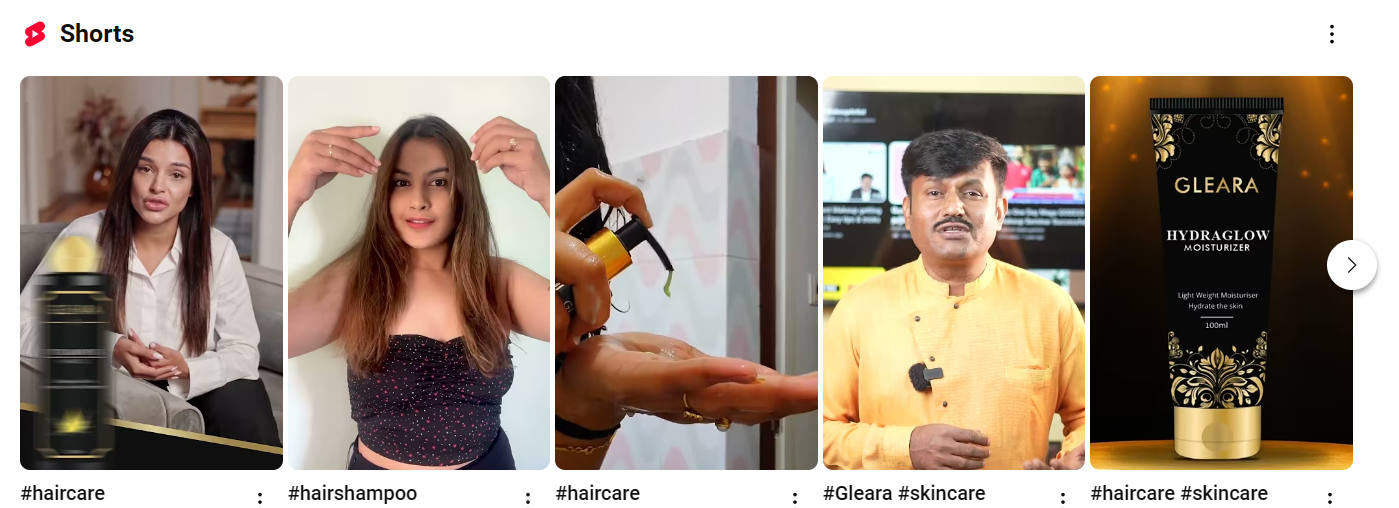 Shorts
GLEARA
HYDRAGLOW
MOISTURIZER
Light Weight Moisturiser
Hydrate the skin
100ml
#haircare
#hairshampoo
#haircare
#Gleara #skincare
#haircare #skincare